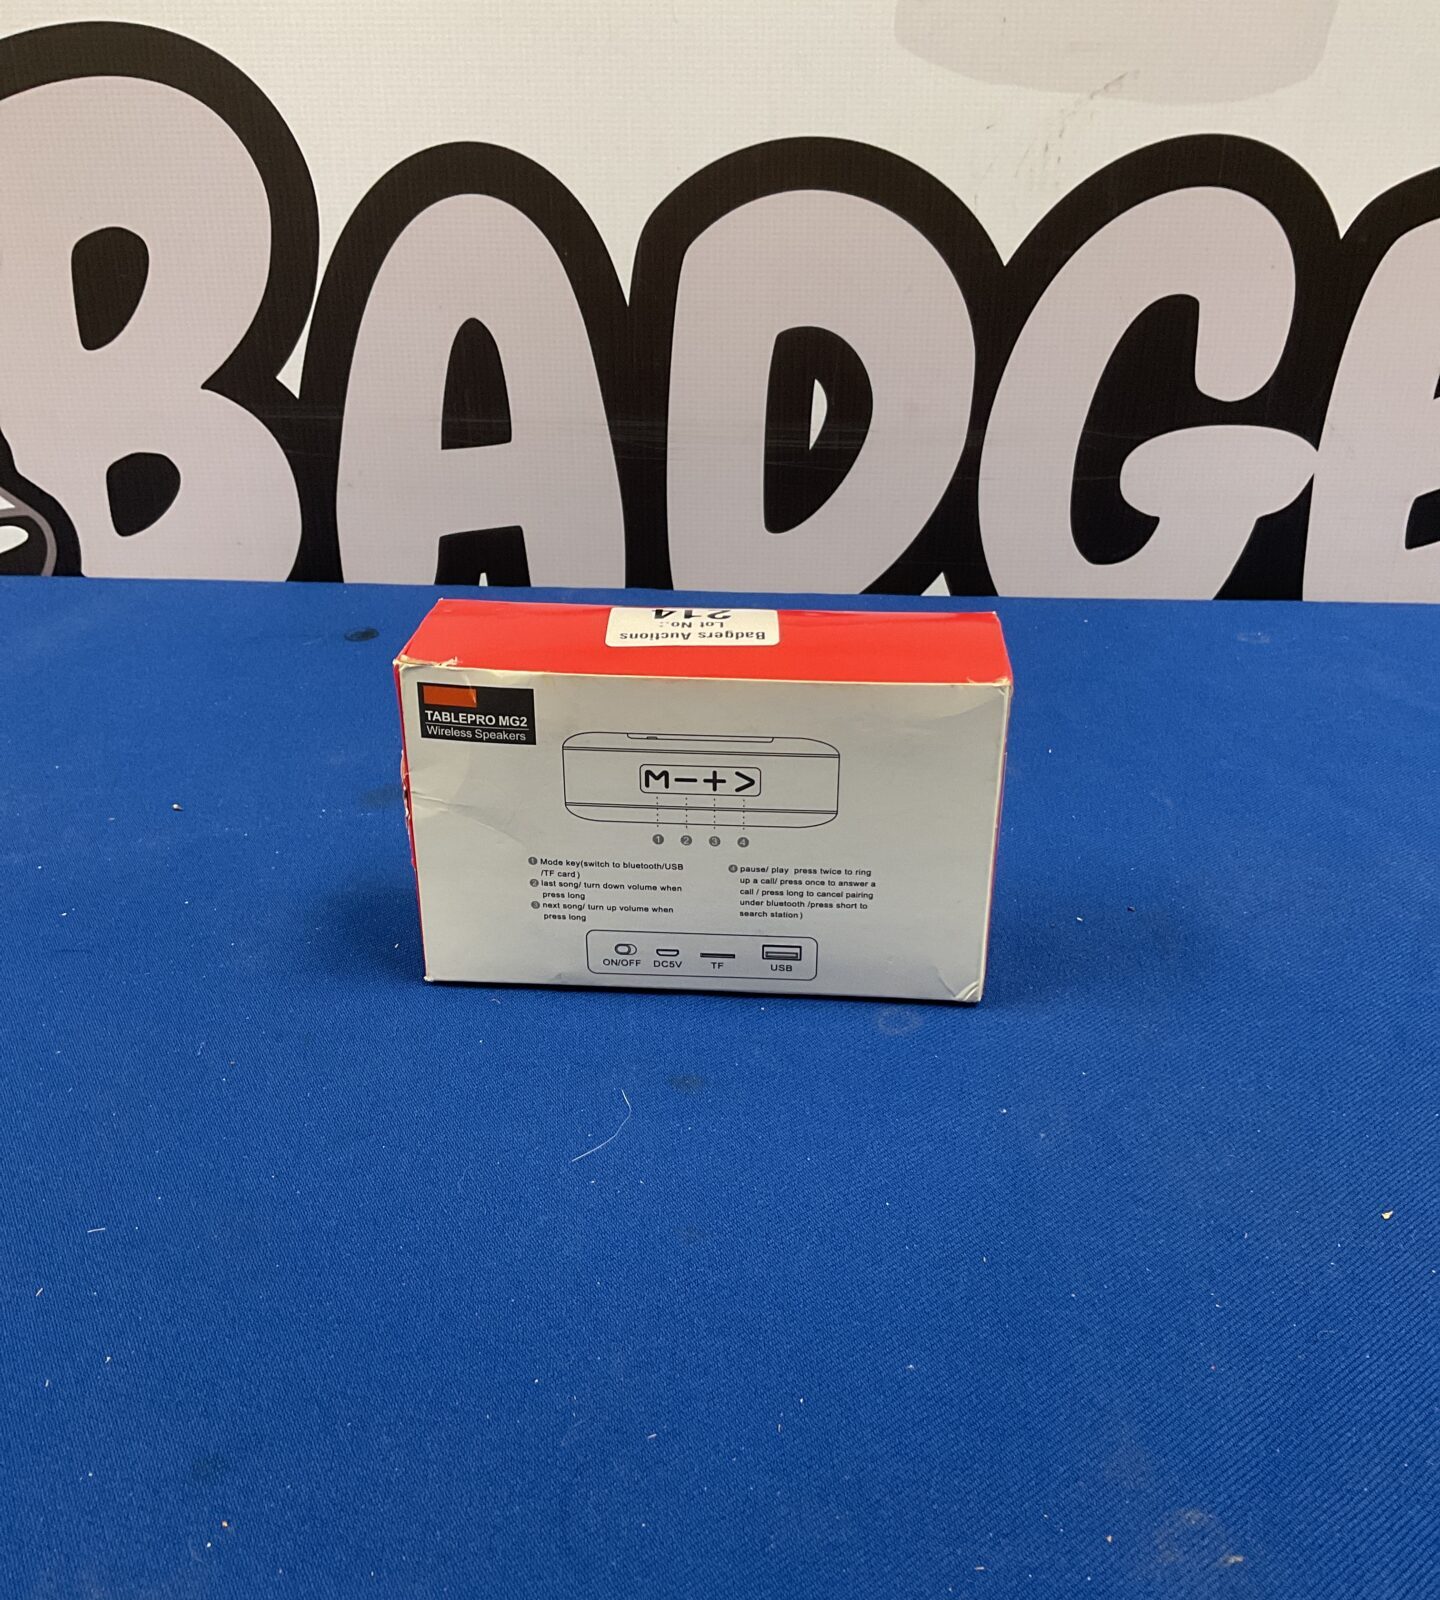 BADGE
Badgers Auctions
Lot No.:
214
TABLEPRO MG2
Wireless Speakers
M - + >
1 2 3 4
1 Mode key(switch to bluetooth/USB
/TF card)
2 last song/ turn down volume when
press long
3 next song/ turn up volume when
press long
4 pause/ play press twice to ring
up a call/ press once to answer a
call / press long to cancel pairing
under bluetooth /press short to
search station)
ON/OFF DC5V TF USB